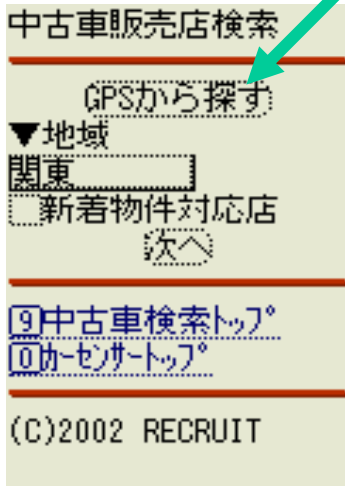 中古車販売店検索
GPSから探す
▼地域
関東
新着物件対応店
次へ
9中古車検索ﾄｯﾌﾟ
0ｶｰｾﾝｻｰﾄｯﾌﾟ
(C)2002 RECRUIT